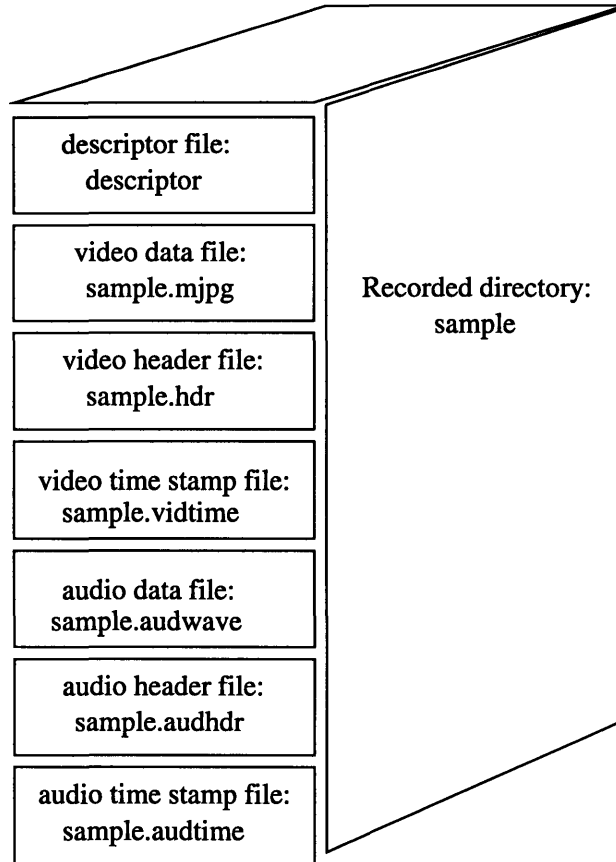 descriptor file:
descriptor
video data file:
sample.mjpg
video header file:
sample.hdr
video time stamp file:
sample.vidtime
audio data file:
sample.audwave
audio header file:
sample.audhdr
audio time stamp file:
sample.audtime
Recorded directory:
sample